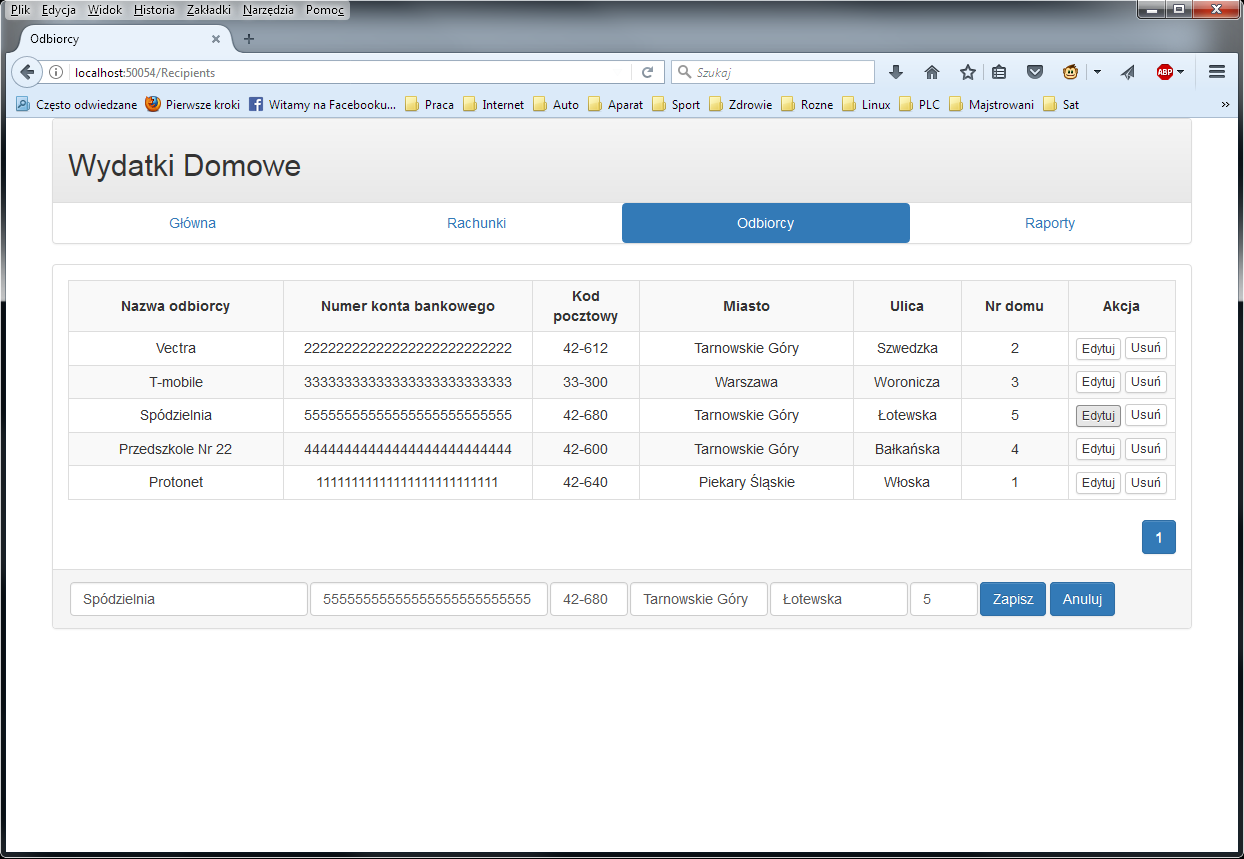 Plik Edycja Widok Historia Zakładki Narzędzia Pomoc
Odbiorcy
localhost:50054/Recipients Szukaj ABP
Często odwiedzane Pierwsze kroki Witamy na Facebooku... Praca Internet Auto Aparat Sport Zdrowie Rozne Linux PLC Majstrowani Sat
Wydatki Domowe
Główna Rachunki Odbiorcy Raporty
Nazwa odbiorcy Numer konta bankowego Kod pocztowy Miasto Ulica Nr domu Akcja
Vectra 22222222222222222222222222 42-612 Tarnowskie Góry Szwedzka 2 Edytuj Usuń
T-mobile 33333333333333333333333333 33-300 Warszawa Woronicza 3 Edytuj Usuń
Spódzielnia 55555555555555555555555555 42-680 Tarnowskie Góry Łotewska 5 Edytuj Usuń
Przedszkole Nr 22 44444444444444444444444444 42-600 Tarnowskie Góry Bałkańska 4 Edytuj Usuń
Protonet 11111111111111111111111111 42-640 Piekary Śląskie Włoska 1 Edytuj Usuń
1
Spódzielnia 55555555555555555555555555 42-680 Tarnowskie Góry Łotewska 5 Zapisz Anuluj